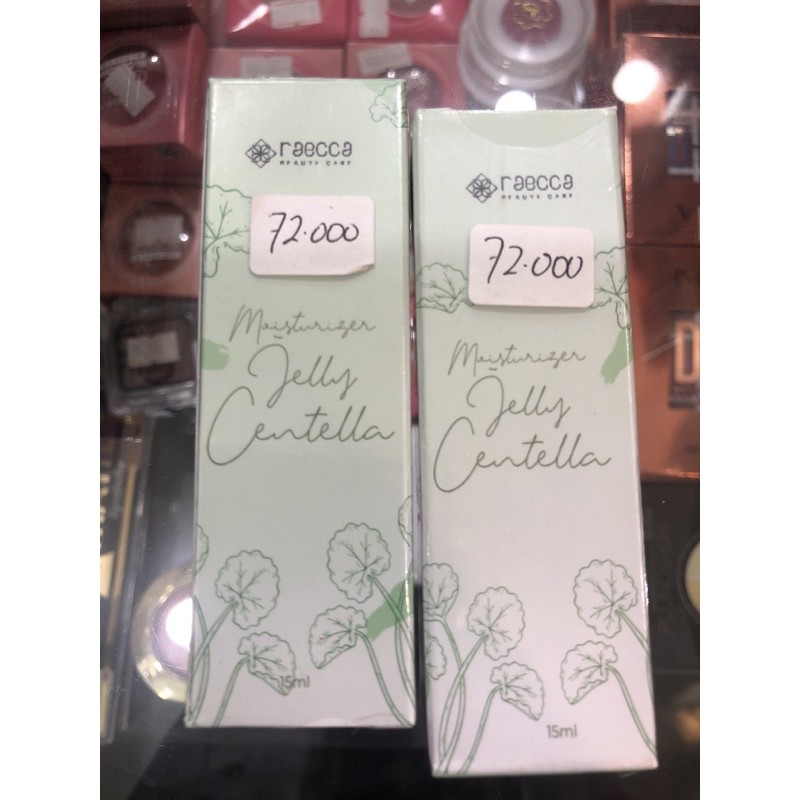 raecca
BEAUTY CARE
72.000
Moisturizer
Jelly
Centella
15ml
raecca
BEAUTY CARE
72.000
Moisturizer
Jelly
Centella
15ml